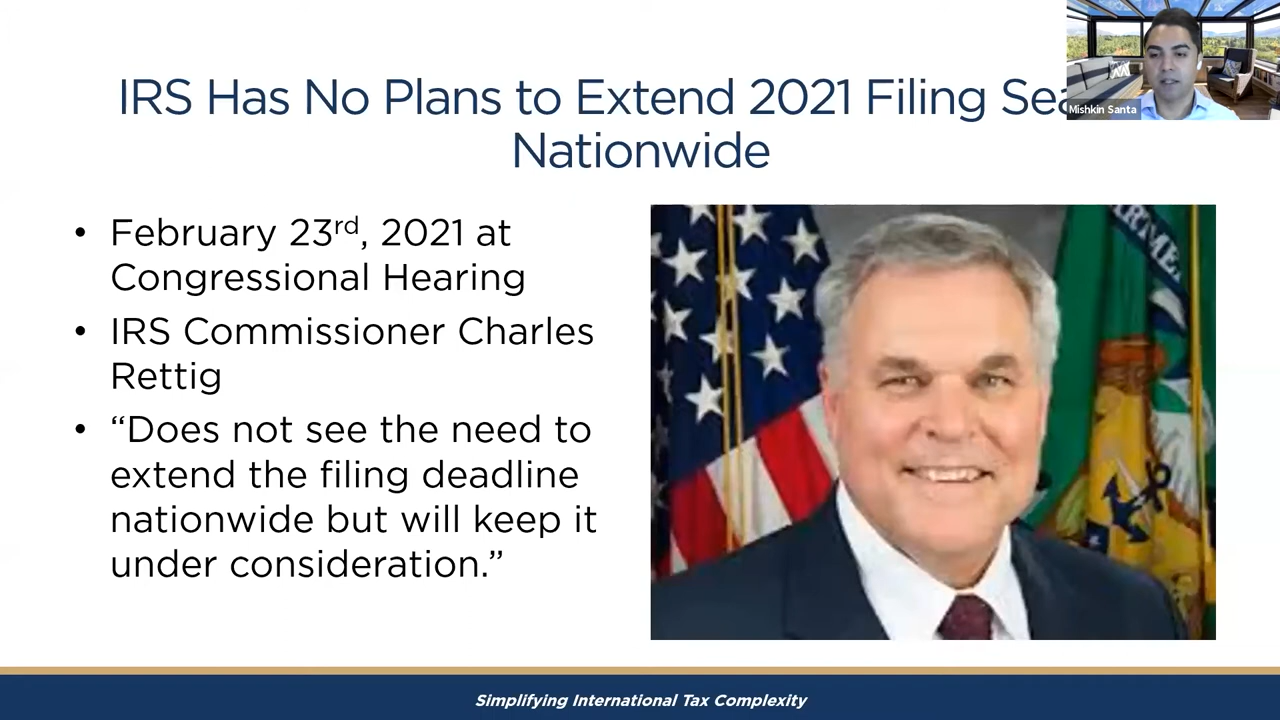 IRS Has No Plans to Extend 2021 Filing Sea
Nationwide
Mishkin Santa
• February 23rd, 2021 at
Congressional Hearing
• IRS Commissioner Charles
Rettig
• “Does not see the need to
extend the filing deadline
nationwide but will keep it
under consideration.”
Simplifying International Tax Complexity